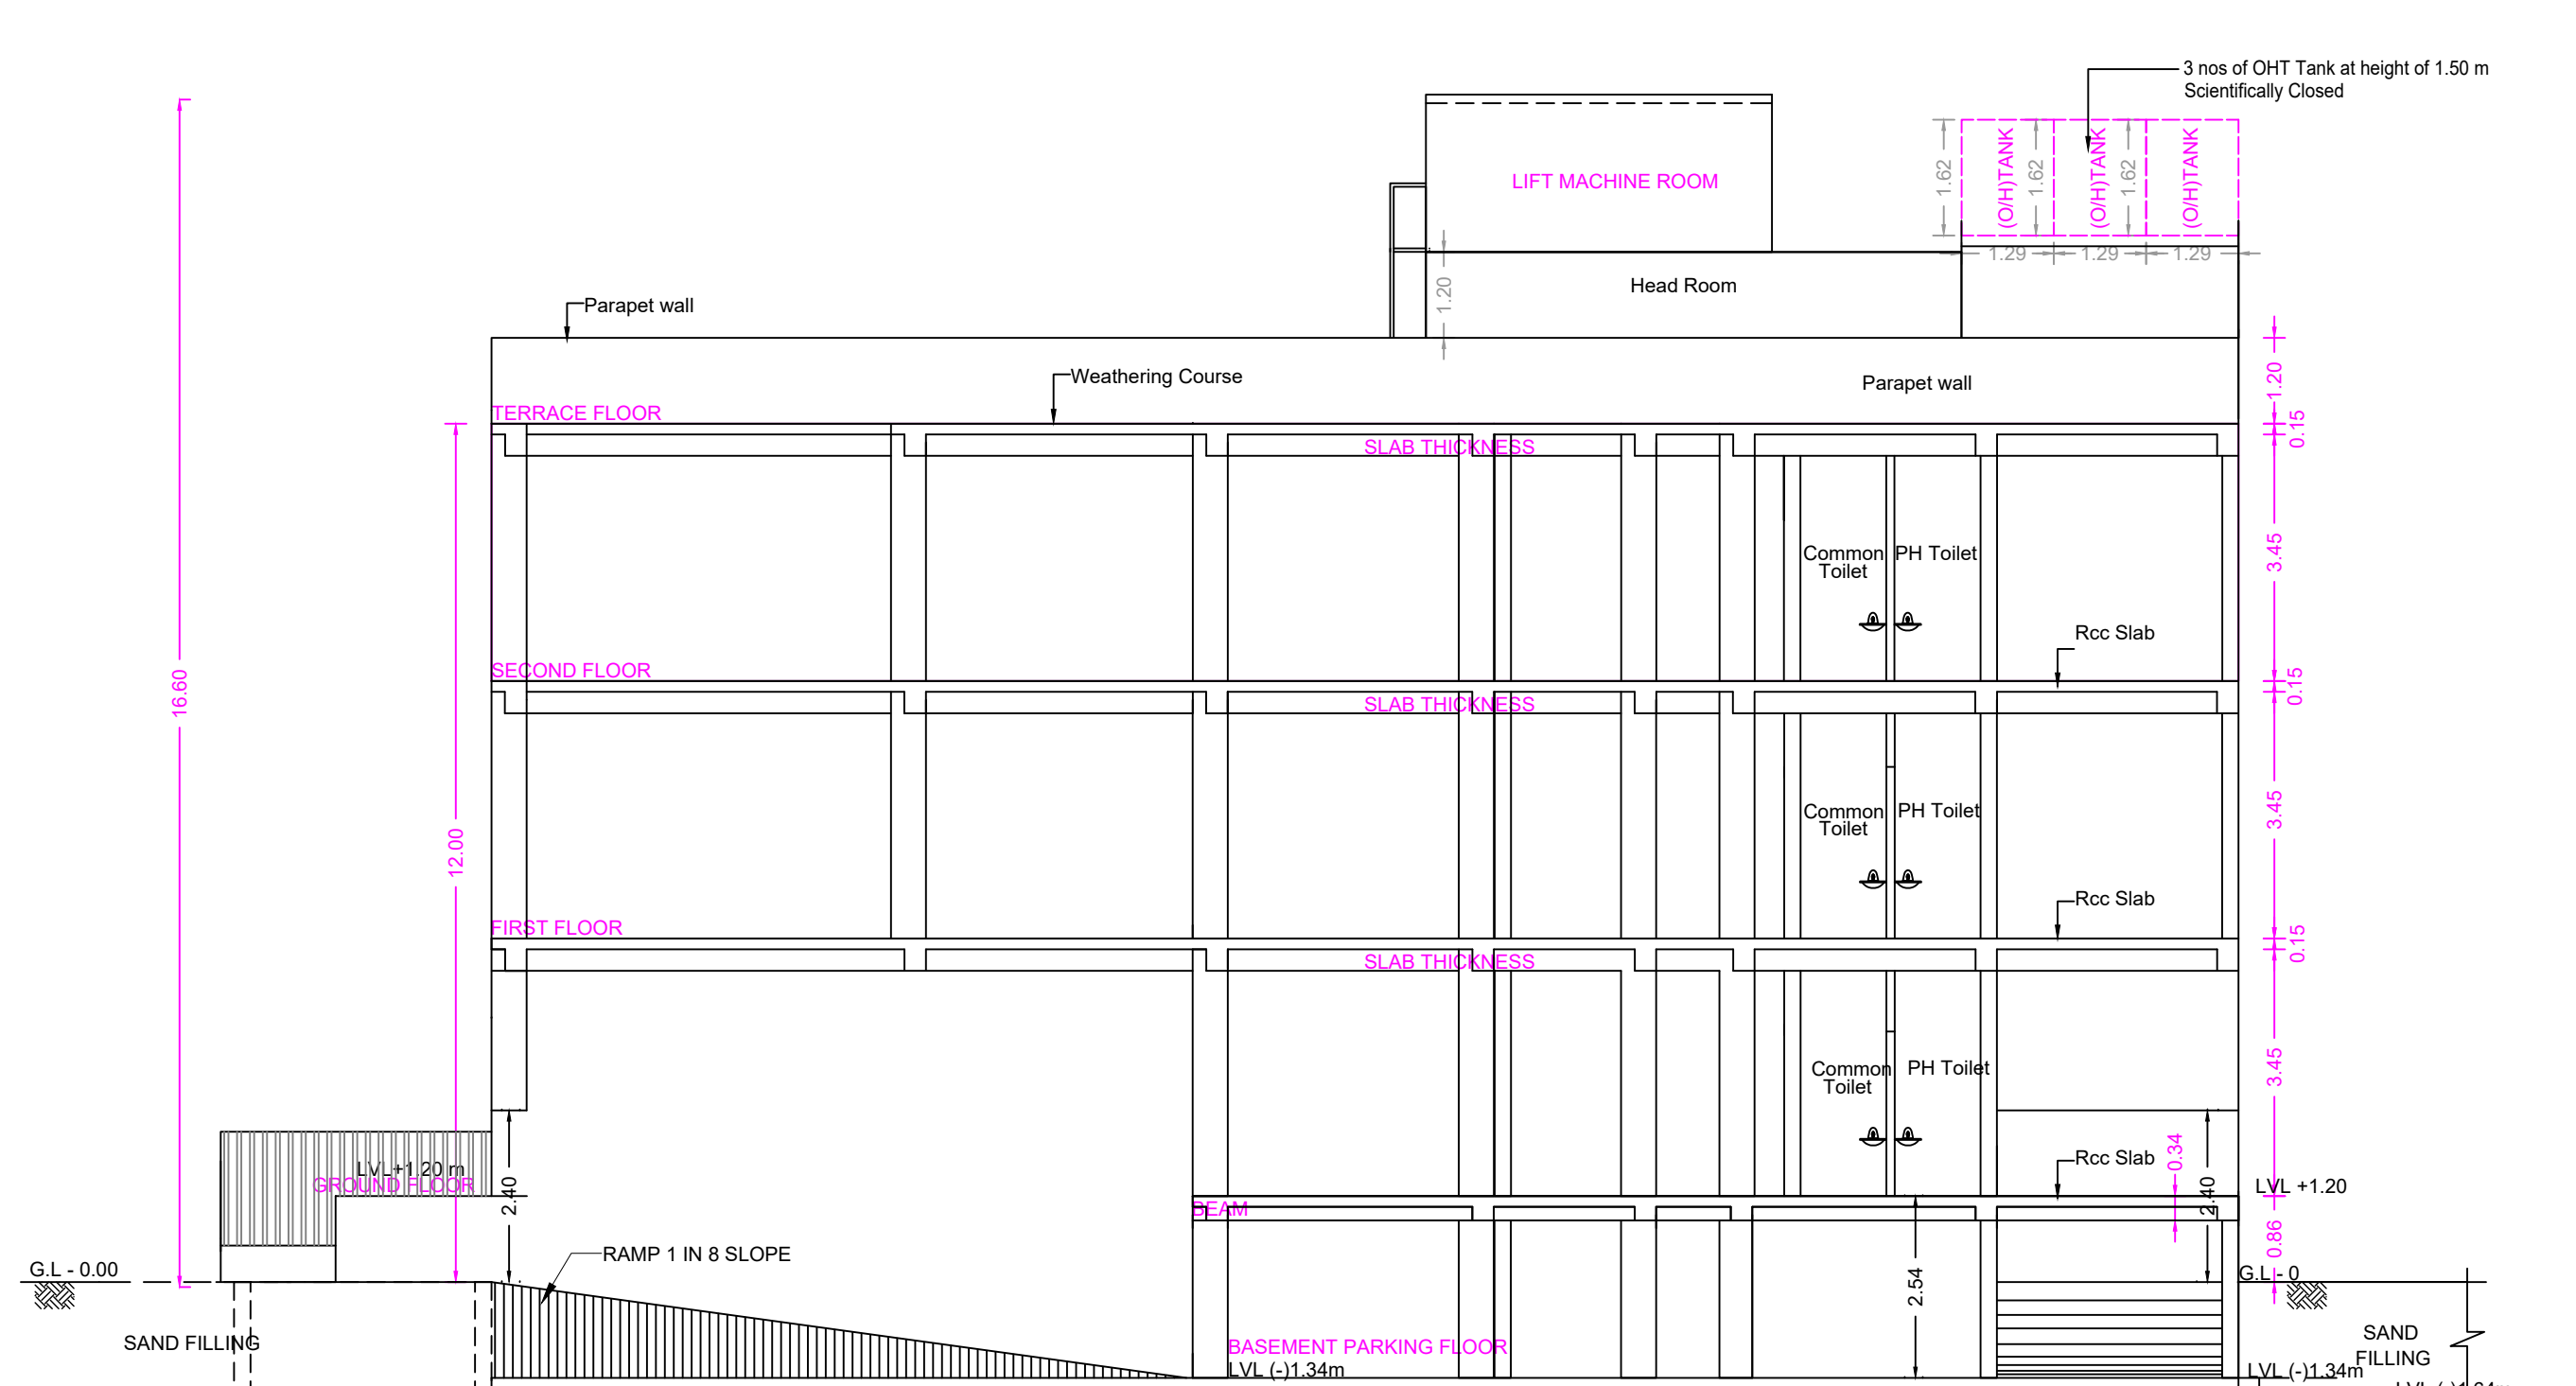 3 nos of OHT Tank at height of 1.50 m
Scientifically Closed
LIFT MACHINE ROOM
1.62
(O/H)TANK
1.62
(O/H)TANK
1.62
(O/H)TANK
1.29
1.29
1.29
1.20
Head Room
Parapet wall
Weathering Course
Parapet wall
1.20
TERRACE FLOOR
0.15
SLAB THICKNESS
3.45
Common
Toilet
PH Toilet
Rcc Slab
16.60
SECOND FLOOR
0.15
SLAB THICKNESS
12.00
Common
Toilet
PH Toilet
3.45
Rcc Slab
FIRST FLOOR
0.15
SLAB THICKNESS
Common
Toilet
PH Toilet
3.45
LVL+1.20 m
GROUND FLOOR
2.40
Rcc Slab
0.34
2.40
LVL +1.20
BEAM
0.86
RAMP 1 IN 8 SLOPE
G.L - 0.00
G.L - 0
2.54
SAND FILLING
BASEMENT PARKING FLOOR
LVL (-)1.34m
SAND
FILLING
LVL (-)1.34m